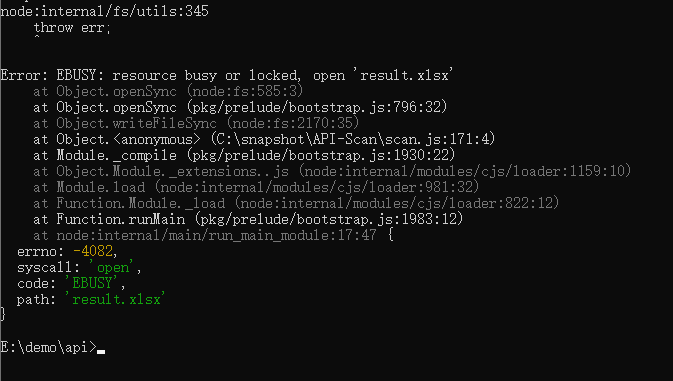 node:internal/fs/utils:345
    throw err;
    ^

Error: EBUSY: resource busy or locked, open 'result.xlsx'
    at Object.openSync (node:fs:585:3)
    at Object.openSync (pkg/prelude/bootstrap.js:796:32)
    at Object.writeFileSync (node:fs:2170:35)
    at Object.<anonymous> (C:\snapshot\API-Scan\scan.js:171:4)
    at Module._compile (pkg/prelude/bootstrap.js:1930:22)
    at Object.Module._extensions..js (node:internal/modules/cjs/loader:1159:10)
    at Module.load (node:internal/modules/cjs/loader:981:32)
    at Function.Module._load (node:internal/modules/cjs/loader:822:12)
    at Function.runMain (pkg/prelude/bootstrap.js:1983:12)
    at node:internal/main/run_main_module:17:47 {
  errno: -4082,
  syscall: 'open',
  code: 'EBUSY',
  path: 'result.xlsx'
}

E:\demo\api>